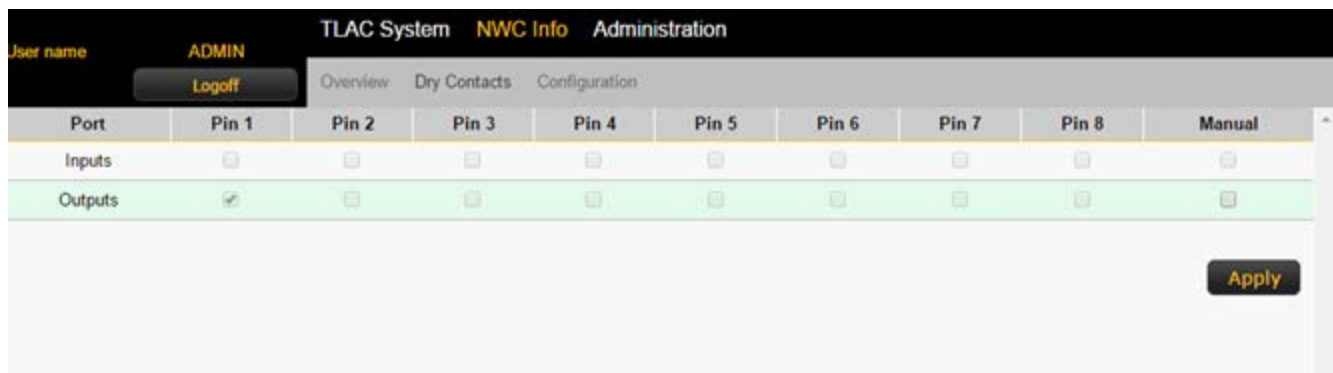 TLAC System NWC Info Administration
User name ADMIN
Logoff
Overview Dry Contacts Configuration
Port Pin 1 Pin 2 Pin 3 Pin 4 Pin 5 Pin 6 Pin 7 Pin 8 Manual
Inputs
Outputs
Apply